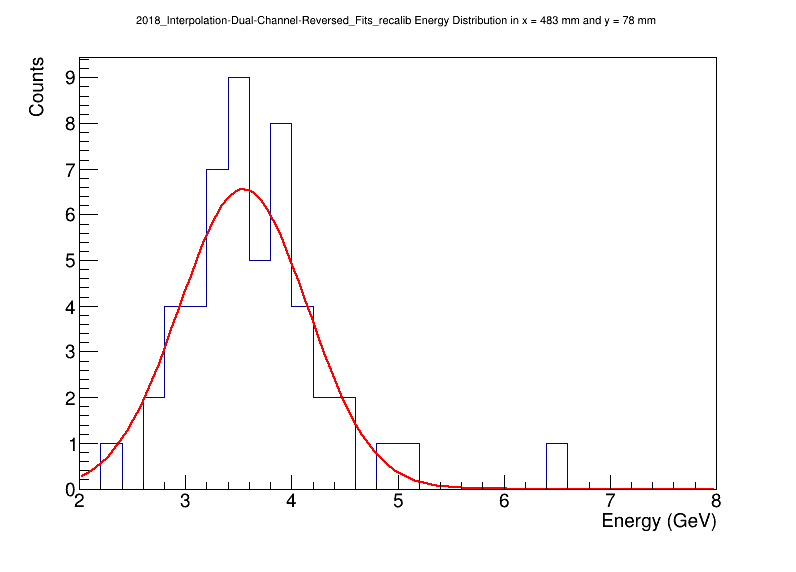 2018_Interpolation-Dual-Channel-Reversed_Fits_recalib Energy Distribution in x = 483 mm and y = 78 mm
Counts
9
8
7
6
5
4
3
2
1
0
2 3 4 5 6 7 8
Energy (GeV)